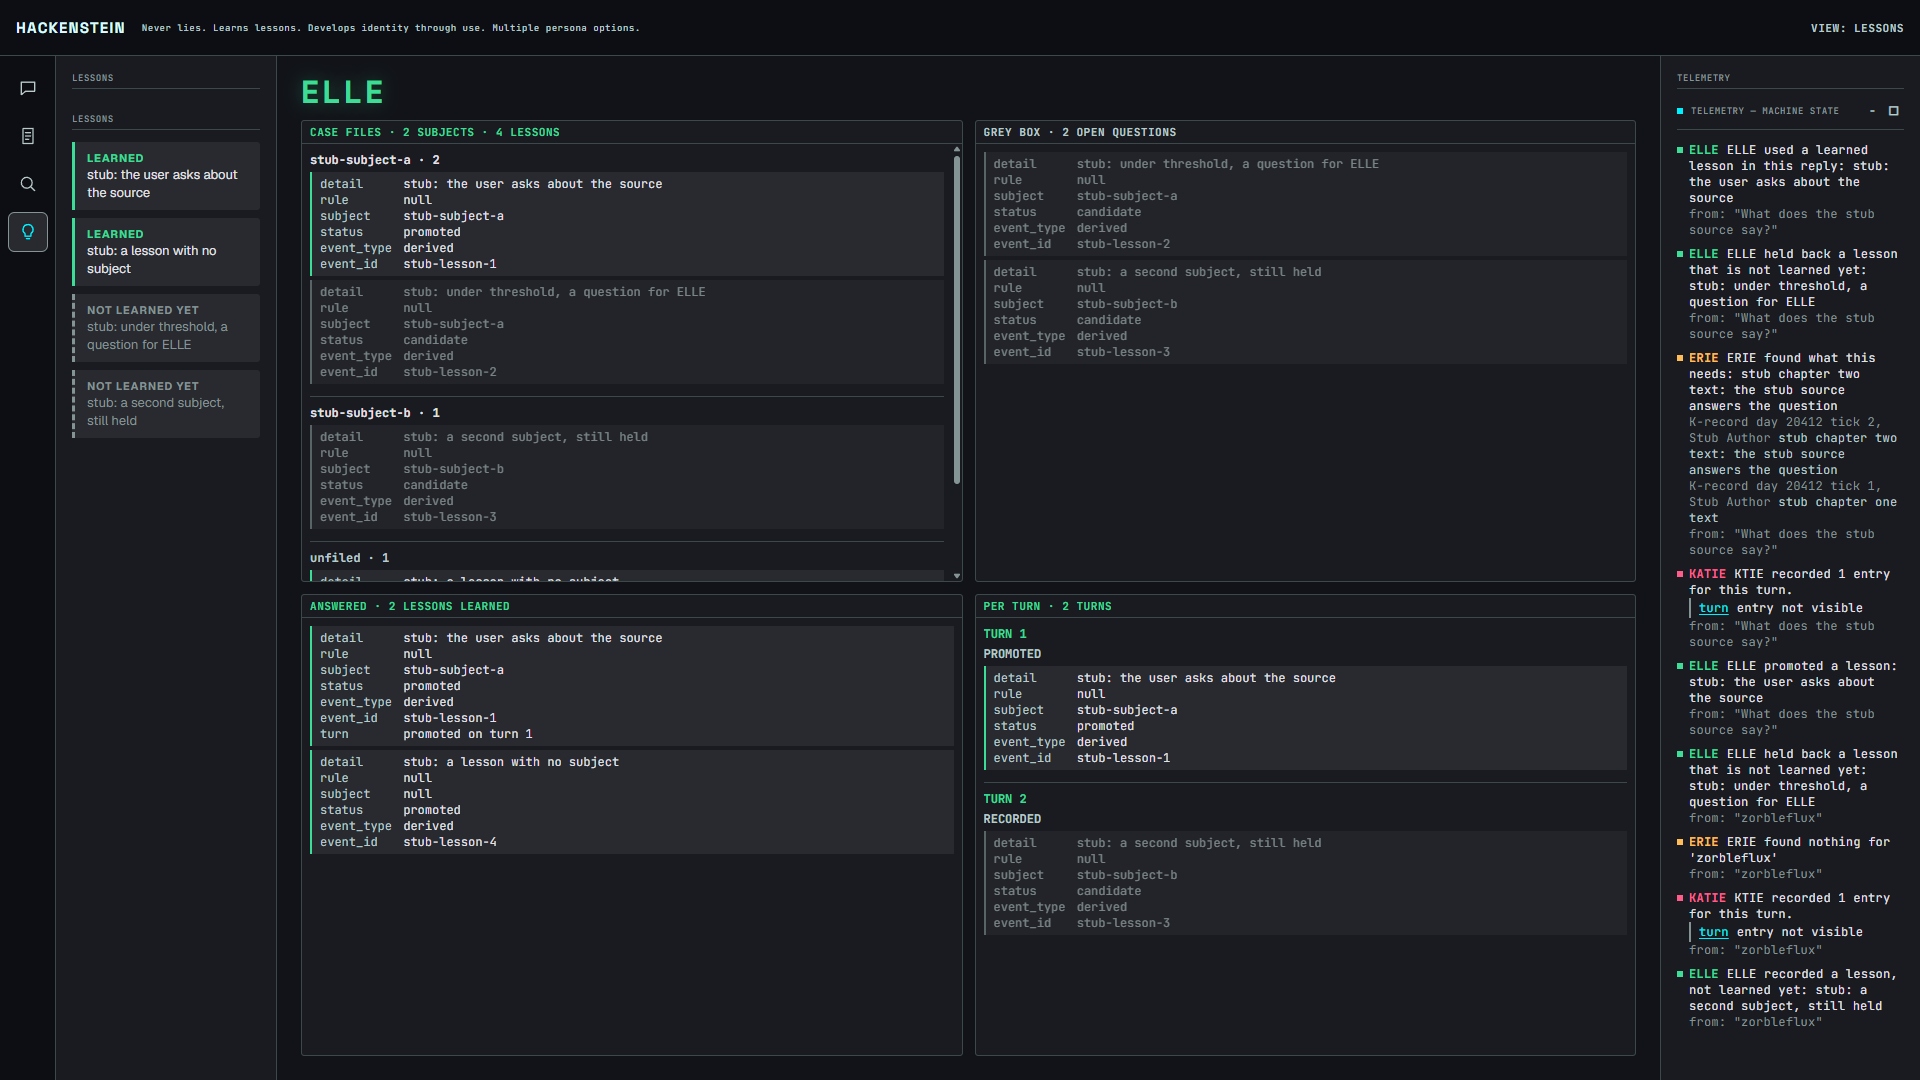 HACKENSTEIN
Never lies. Learns lessons. Develops identity through use. Multiple persona options.
VIEW: LESSONS
LESSONS
LESSONS
LEARNED
stub: the user asks about
the source
LEARNED
stub: a lesson with no
subject
NOT LEARNED YET
stub: under threshold, a
question for ELLE
NOT LEARNED YET
stub: a second subject,
still held
ELLE
CASE FILES · 2 SUBJECTS · 4 LESSONS
stub-subject-a · 2
detail stub: the user asks about the source
rule null
subject stub-subject-a
status promoted
event_type derived
event_id stub-lesson-1
detail stub: under threshold, a question for ELLE
rule null
subject stub-subject-a
status candidate
event_type derived
event_id stub-lesson-2
stub-subject-b · 1
detail stub: a second subject, still held
rule null
subject stub-subject-b
status candidate
event_type derived
event_id stub-lesson-3
unfiled · 1
detail stub: a lesson with no subject
GREY BOX · 2 OPEN QUESTIONS
detail stub: under threshold, a question for ELLE
rule null
subject stub-subject-a
status candidate
event_type derived
event_id stub-lesson-2
detail stub: a second subject, still held
rule null
subject stub-subject-b
status candidate
event_type derived
event_id stub-lesson-3
ANSWERED · 2 LESSONS LEARNED
detail stub: the user asks about the source
rule null
subject stub-subject-a
status promoted
event_type derived
event_id stub-lesson-1
turn promoted on turn 1
detail stub: a lesson with no subject
rule null
subject null
status promoted
event_type derived
event_id stub-lesson-4
PER TURN · 2 TURNS
TURN 1
PROMOTED
detail stub: the user asks about the source
rule null
subject stub-subject-a
status promoted
event_type derived
event_id stub-lesson-1
TURN 2
RECORDED
detail stub: a second subject, still held
rule null
subject stub-subject-b
status candidate
event_type derived
event_id stub-lesson-3
TELEMETRY
TELEMETRY — MACHINE STATE -
ELLE ELLE used a learned
lesson in this reply: stub:
the user asks about the
source
from: "What does the stub
source say?"
ELLE ELLE held back a lesson
that is not learned yet:
stub: under threshold, a
question for ELLE
from: "What does the stub
source say?"
ERIE ERIE found what this
needs: stub chapter two
text: the stub source
answers the question
K-record day 20412 tick 2,
Stub Author stub chapter two
text: the stub source
answers the question
K-record day 20412 tick 1,
Stub Author stub chapter one
text
from: "What does the stub
source say?"
KATIE KTIE recorded 1 entry
for this turn.
turn entry not visible
from: "What does the stub
source say?"
ELLE ELLE promoted a lesson:
stub: the user asks about
the source
from: "What does the stub
source say?"
ELLE ELLE held back a lesson
that is not learned yet:
stub: under threshold, a
question for ELLE
from: "zorbleflux"
ERIE ERIE found nothing for
'zorbleflux'
from: "zorbleflux"
KATIE KTIE recorded 1 entry
for this turn.
turn entry not visible
from: "zorbleflux"
ELLE ELLE recorded a lesson,
not learned yet: stub: a
second subject, still held
from: "zorbleflux"